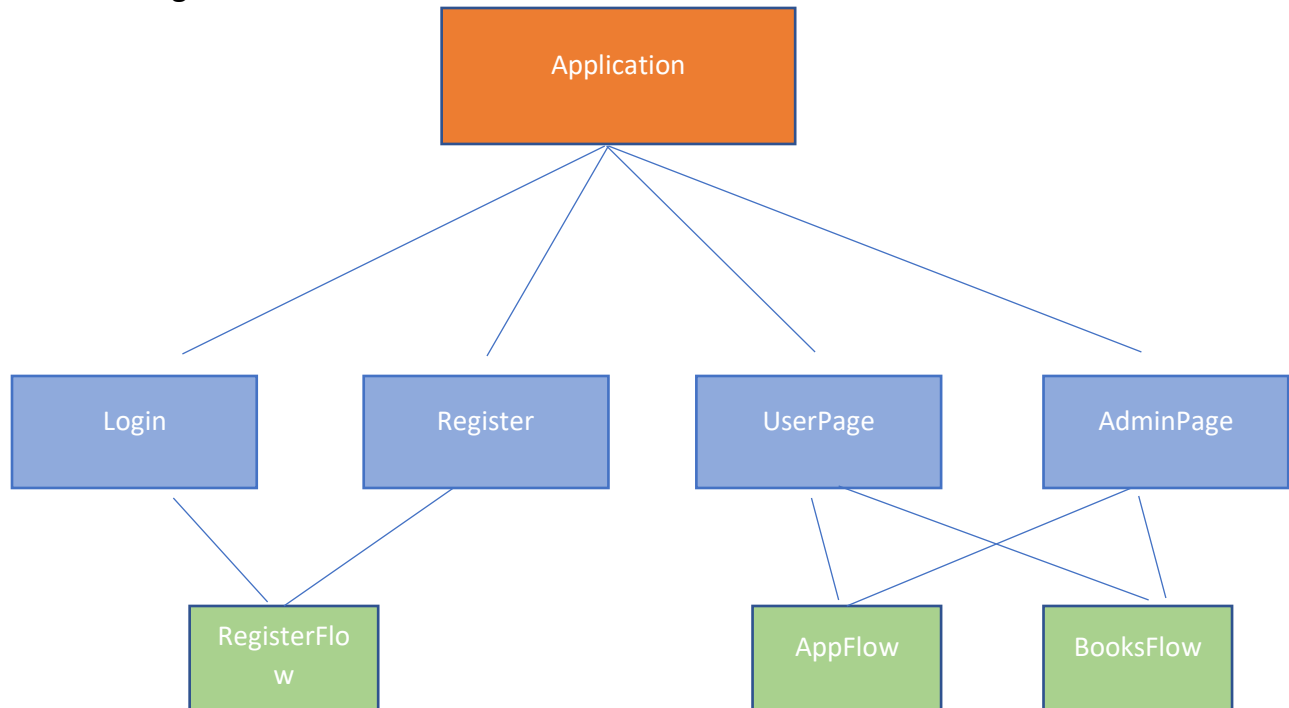 Application
Login
Register
UserPage
AdminPage
RegisterFlo
w
AppFlow
BooksFlow